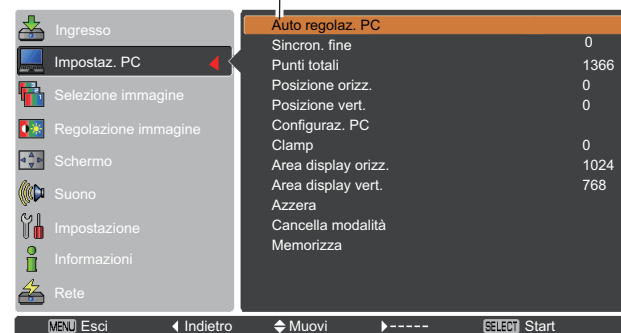 Ingresso
Impostaz. PC
Selezione immagine
Regolazione immagine
Schermo
Suono
Impostazione
Informazioni
Rete
Auto regolaz. PC
Sincron. fine 0
Punti totali 1366
Posizione orizz. 0
Posizione vert. 0
Configuraz. PC
Clamp 0
Area display orizz. 1024
Area display vert. 768
Azzera
Cancella modalità
Memorizza
MENU Esci Indietro Muovi ----- SELECT Start